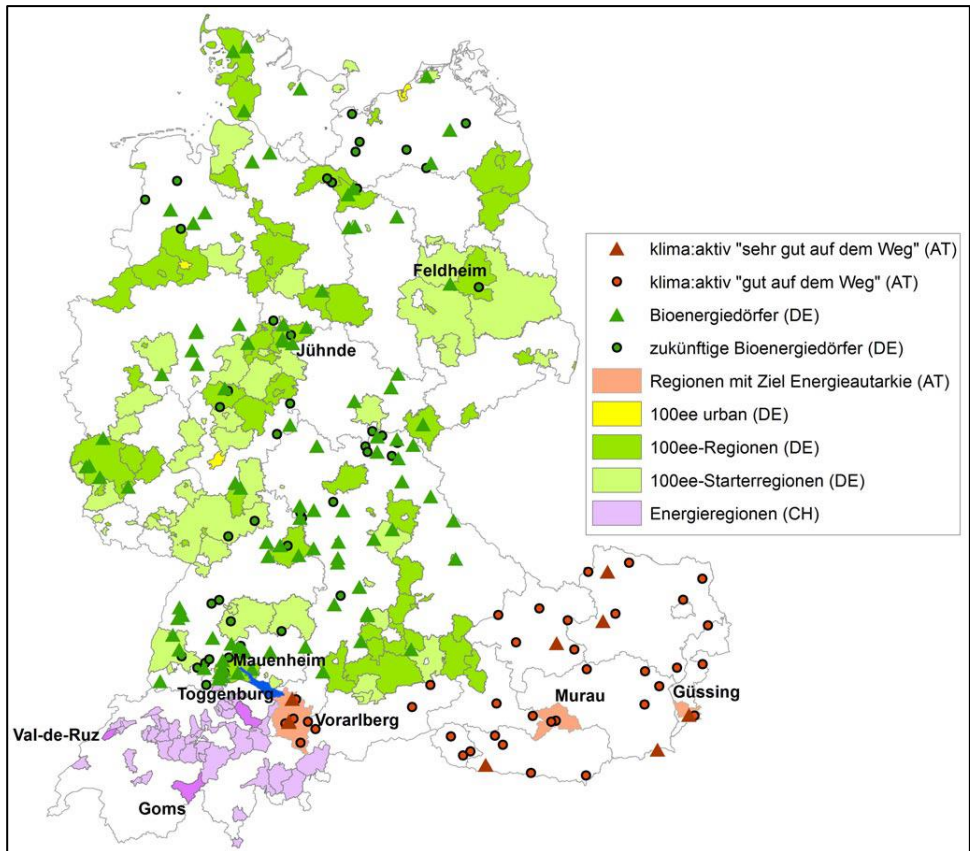 Feldheim
Jühnde
klima:aktiv "sehr gut auf dem Weg" (AT)
klima:aktiv "gut auf dem Weg" (AT)
Bioenergiedörfer (DE)
zukünftige Bioenergiedörfer (DE)
Regionen mit Ziel Energieautarkie (AT)
100ee urban (DE)
100ee-Regionen (DE)
100ee-Starterregionen (DE)
Energieregionen (CH)
Mauenheim
Toggenburg
Vorarlberg
Murau
Güssing
Val-de-Ruz
Goms